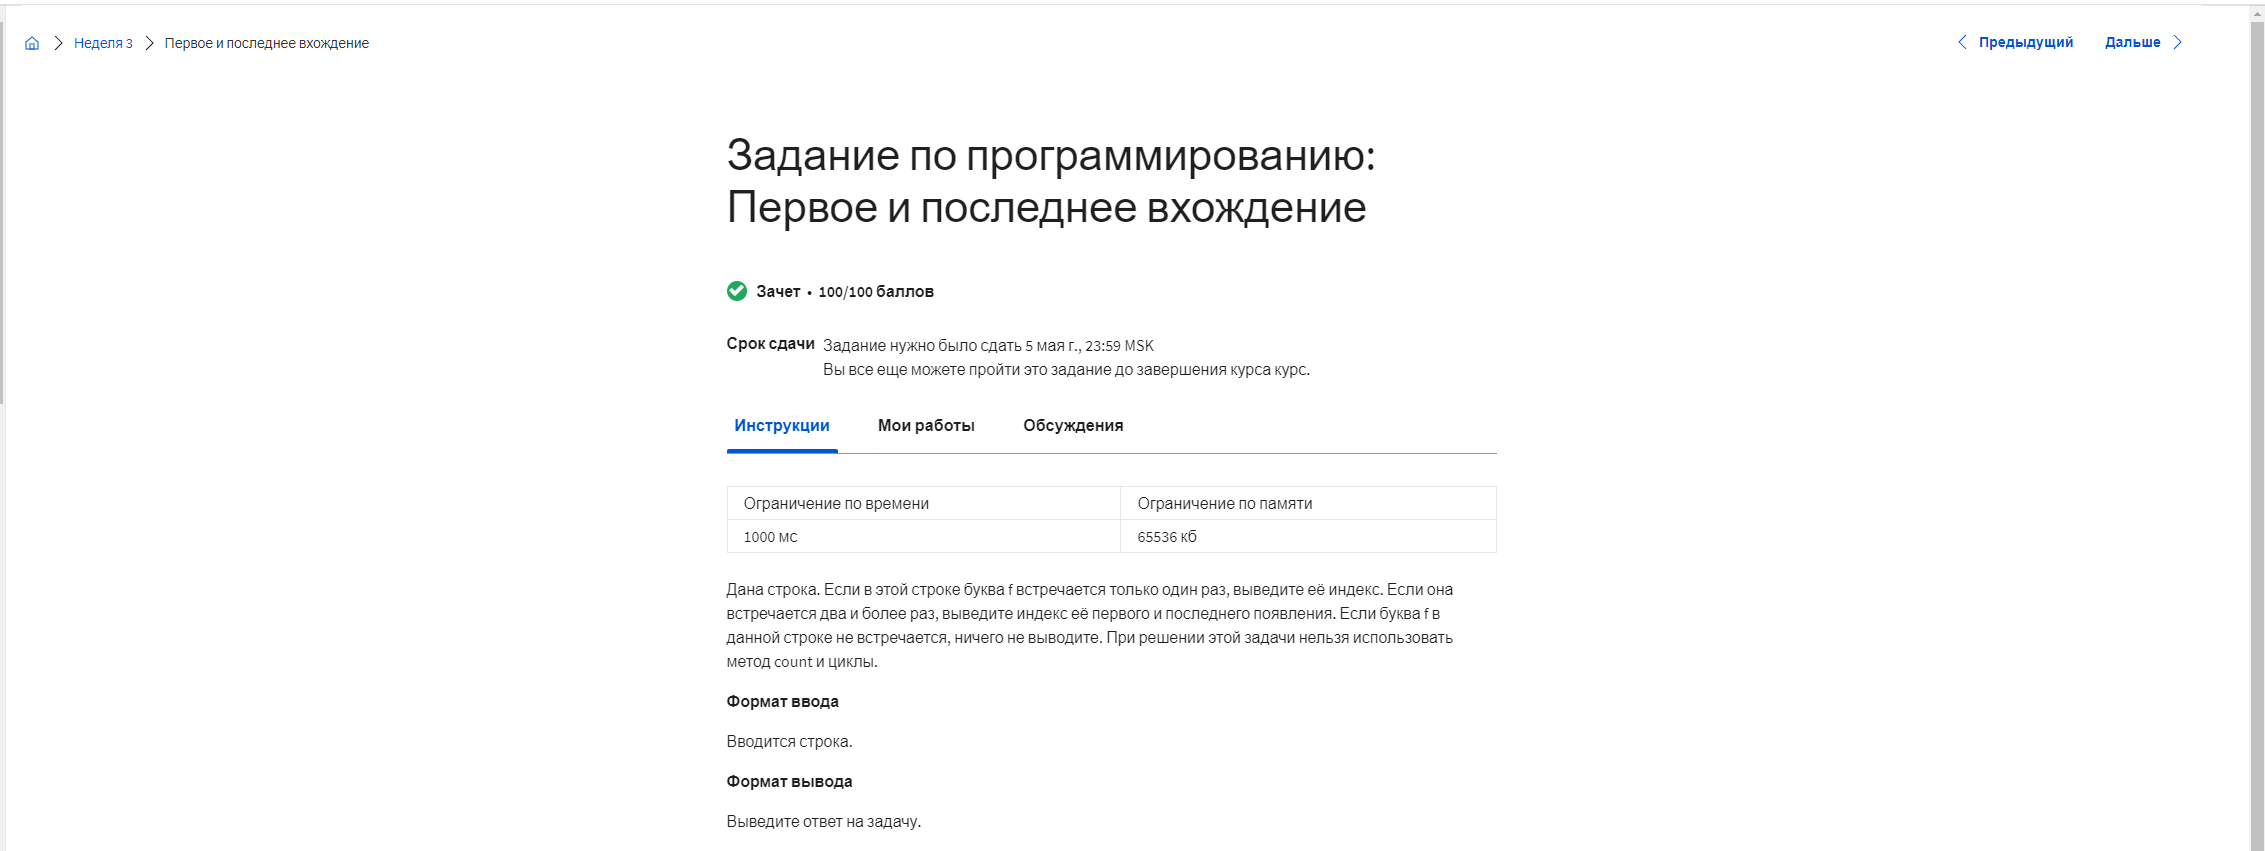 Неделя 3
Первое и последнее вхождение
Предыдущий
Дальше
Задание по программированию:
Первое и последнее вхождение
Зачет • 100/100 баллов
Срок сдачи Задание нужно было сдать 5 мая г., 23:59 MSK
Вы все еще можете пройти это задание до завершения курса курс.
Инструкции Мои работы Обсуждения
Ограничение по времени Ограничение по памяти
1000 мс 65536 кб
Дана строка. Если в этой строке буква f встречается только один раз, выведите её индекс. Если она
встречается два и более раз, выведите индекс её первого и последнего появления. Если буква f в
данной строке не встречается, ничего не выводите. При решении этой задачи нельзя использовать
метод count и циклы.
Формат ввода
Вводится строка.
Формат вывода
Выведите ответ на задачу.